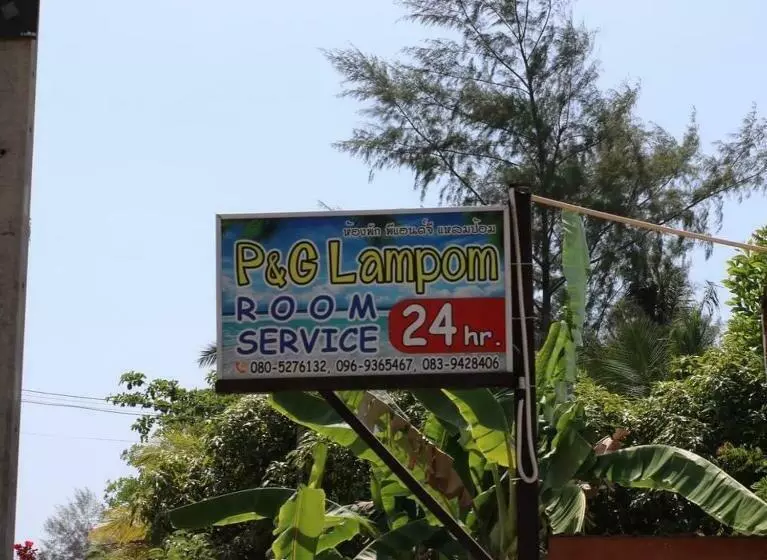 ห้องพัก พีแอนด์จี แหลมป้อม
P&G Lampom
ROOM
SERVICE 24 hr.
080-5276132, 096-9365467, 083-9428406